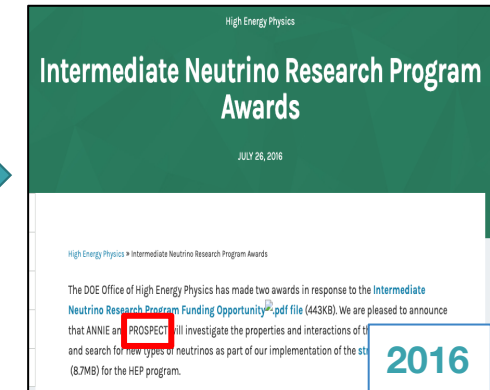 High Energy Physics
Intermediate Neutrino Research Program
Awards
JULY 26, 2016
High Energy Physics » Intermediate Neutrino Research Program Awards
The DOE Office of High Energy Physics has made two awards in response to the Intermediate
Neutrino Research Program Funding Opportunity .pdf file (443KB). We are pleased to announce
that ANNIE an PROSPECT will investigate the properties and interactions of
and search for new types of neutrinos as part of our implementation of the
(8.7MB) for the HEP program.
2016